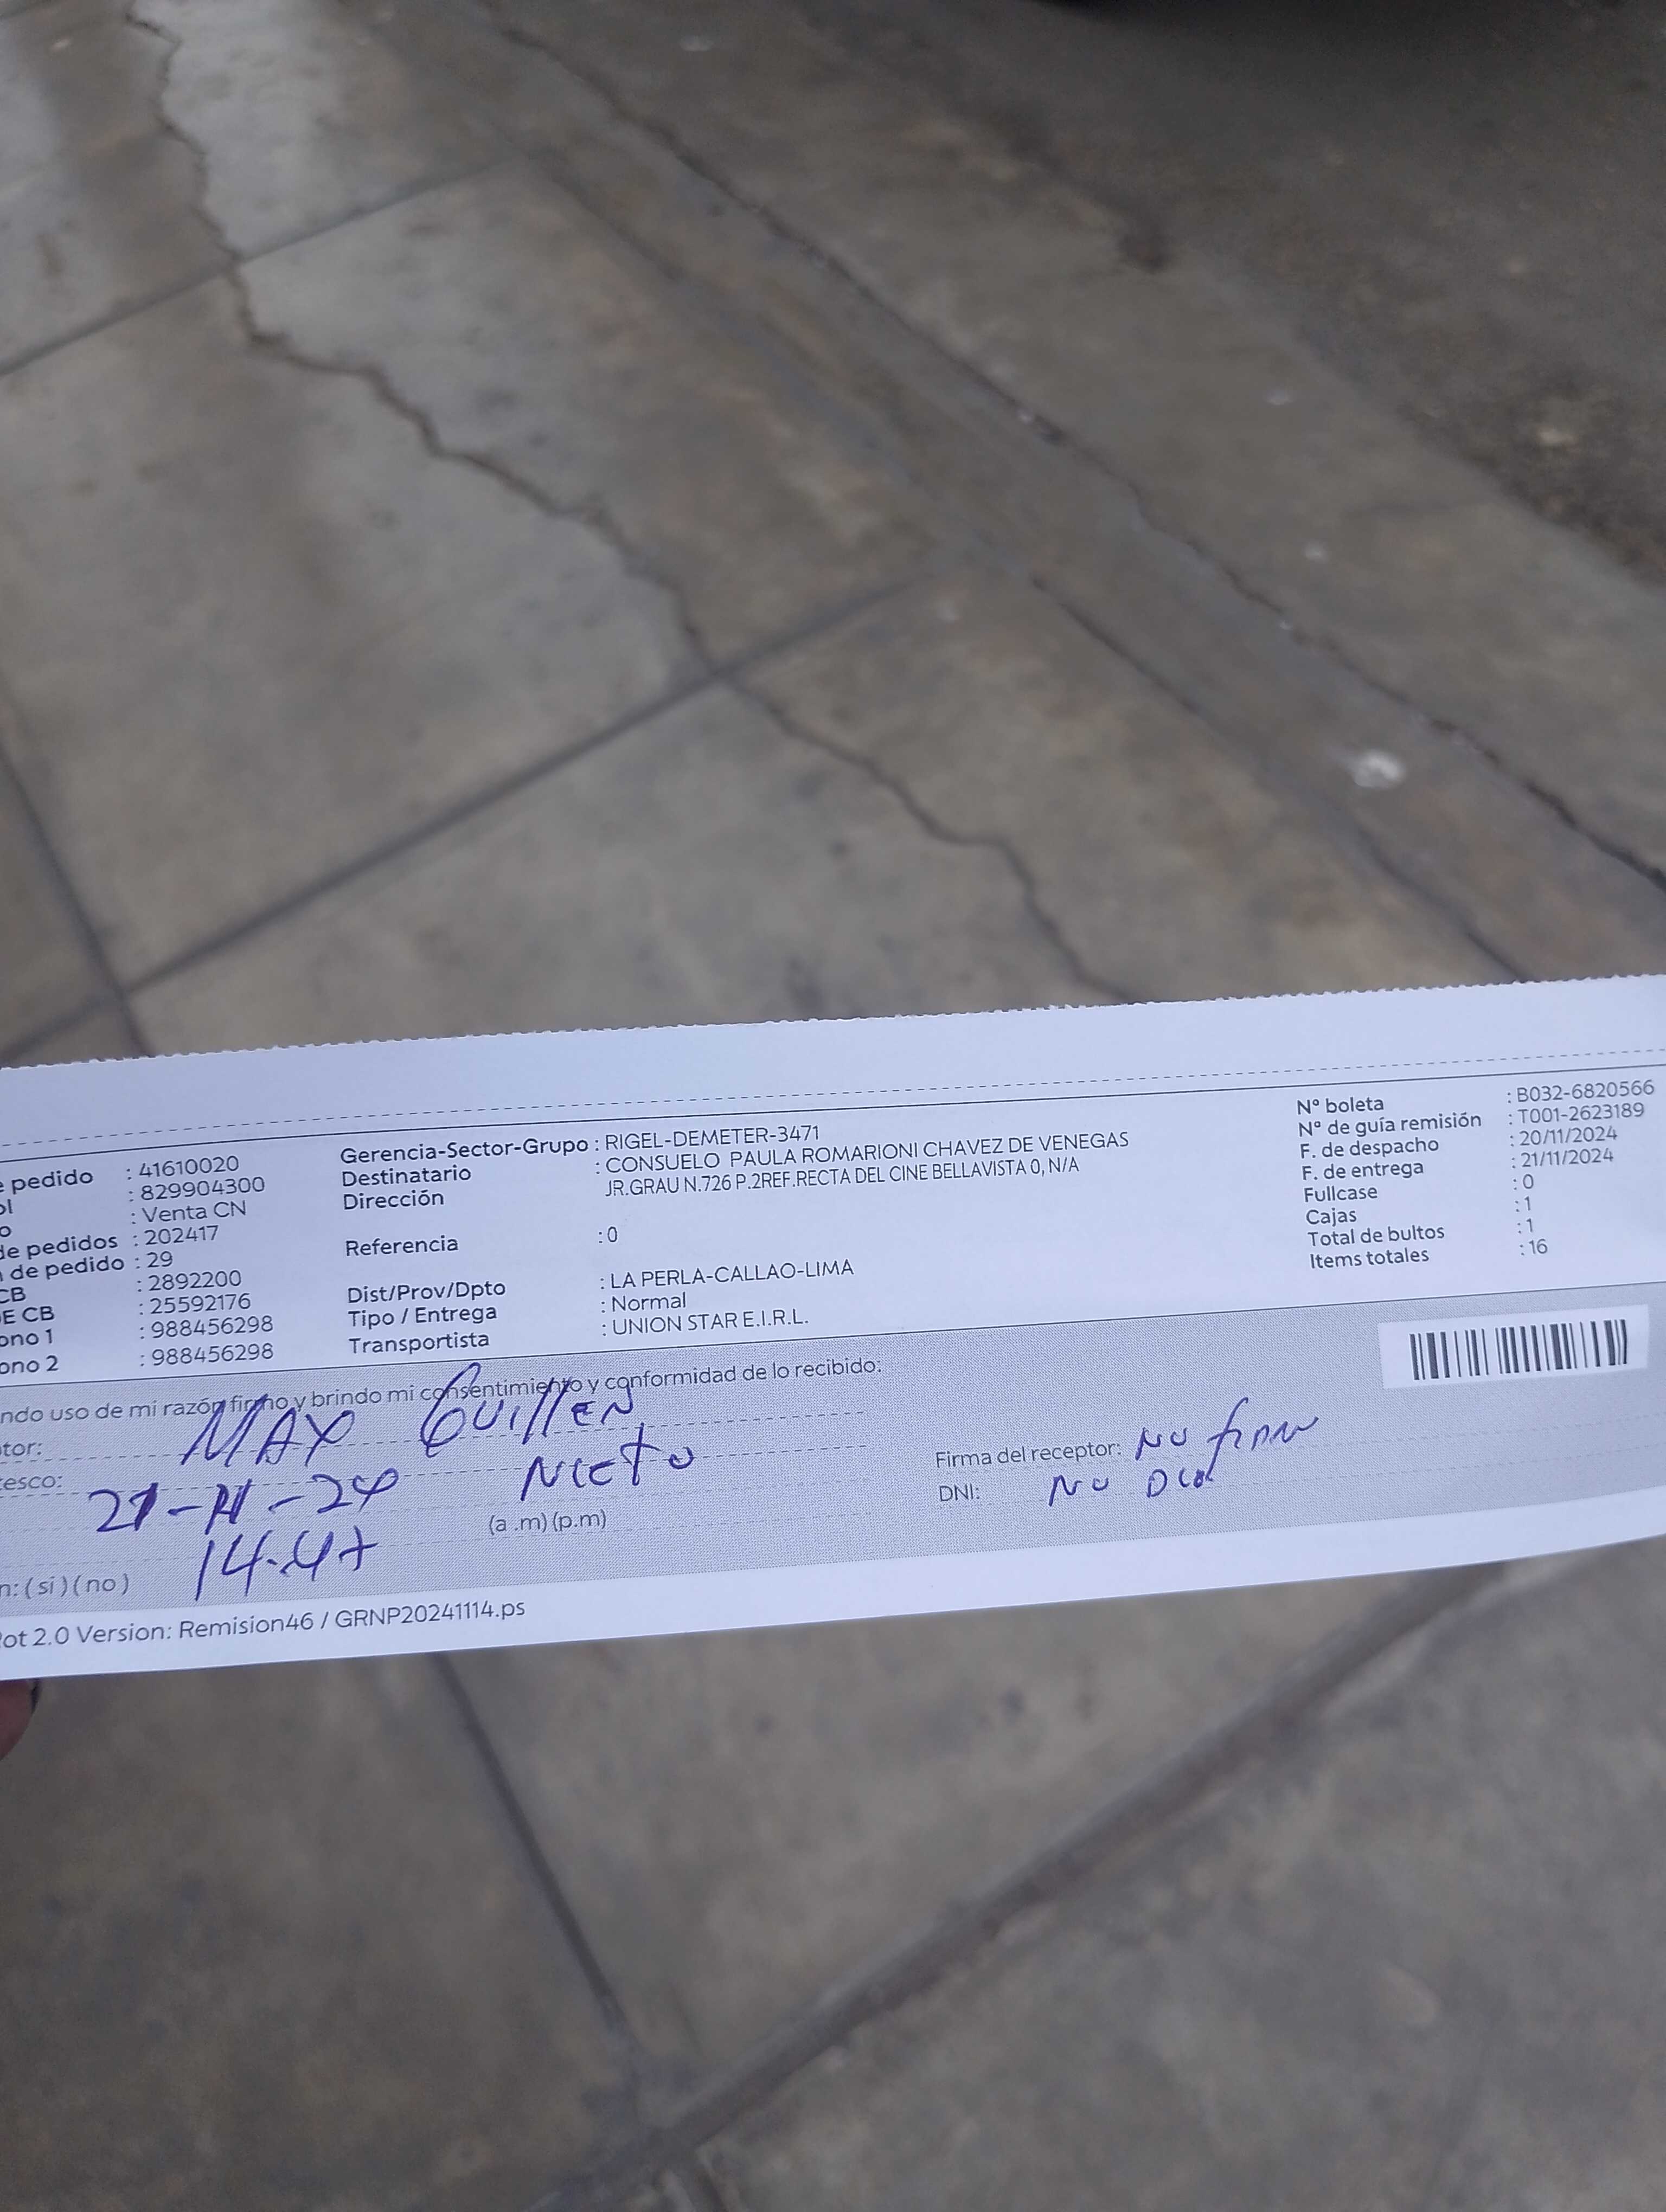 pedido : 41610020
: 829904300
: Venta CN
de pedidos : 202417
de pedido : 29
CB : 2892200
E CB : 25592176
ono 1 : 988456298
ono 2 : 988456298
Gerencia-Sector-Grupo : RIGEL-DEMETER-3471
Destinatario : CONSUELO PAULA ROMARIONI CHAVEZ DE VENEGAS
Dirección JR.GRAU N.726 P.2REF.RECTA DEL CINE BELLAVISTA 0, N/A
Referencia : 0
Dist/Prov/Dpto : LA PERLA-CALLAO-LIMA
Tipo / Entrega : Normal
Transportista : UNION STAR E.I.R.L.
Nº boleta : B032-6820566
Nº de guía remisión : T001-2623189
F. de despacho : 20/11/2024
F. de entrega : 21/11/2024
Fullcase : 0
Cajas : 1
Total de bultos : 1
Items totales : 16
ndo uso de mi razón firmo y brindo mi consentimiento y conformidad de lo recibido:
tor: MAX Guillen
esco: Nieto
21-11-24
14.47 (a .m) (p.m)
n: (si) (no)
Firma del receptor: No firma
DNI: No Dio
ot 2.0 Version: Remision46 / GRNP20241114.ps